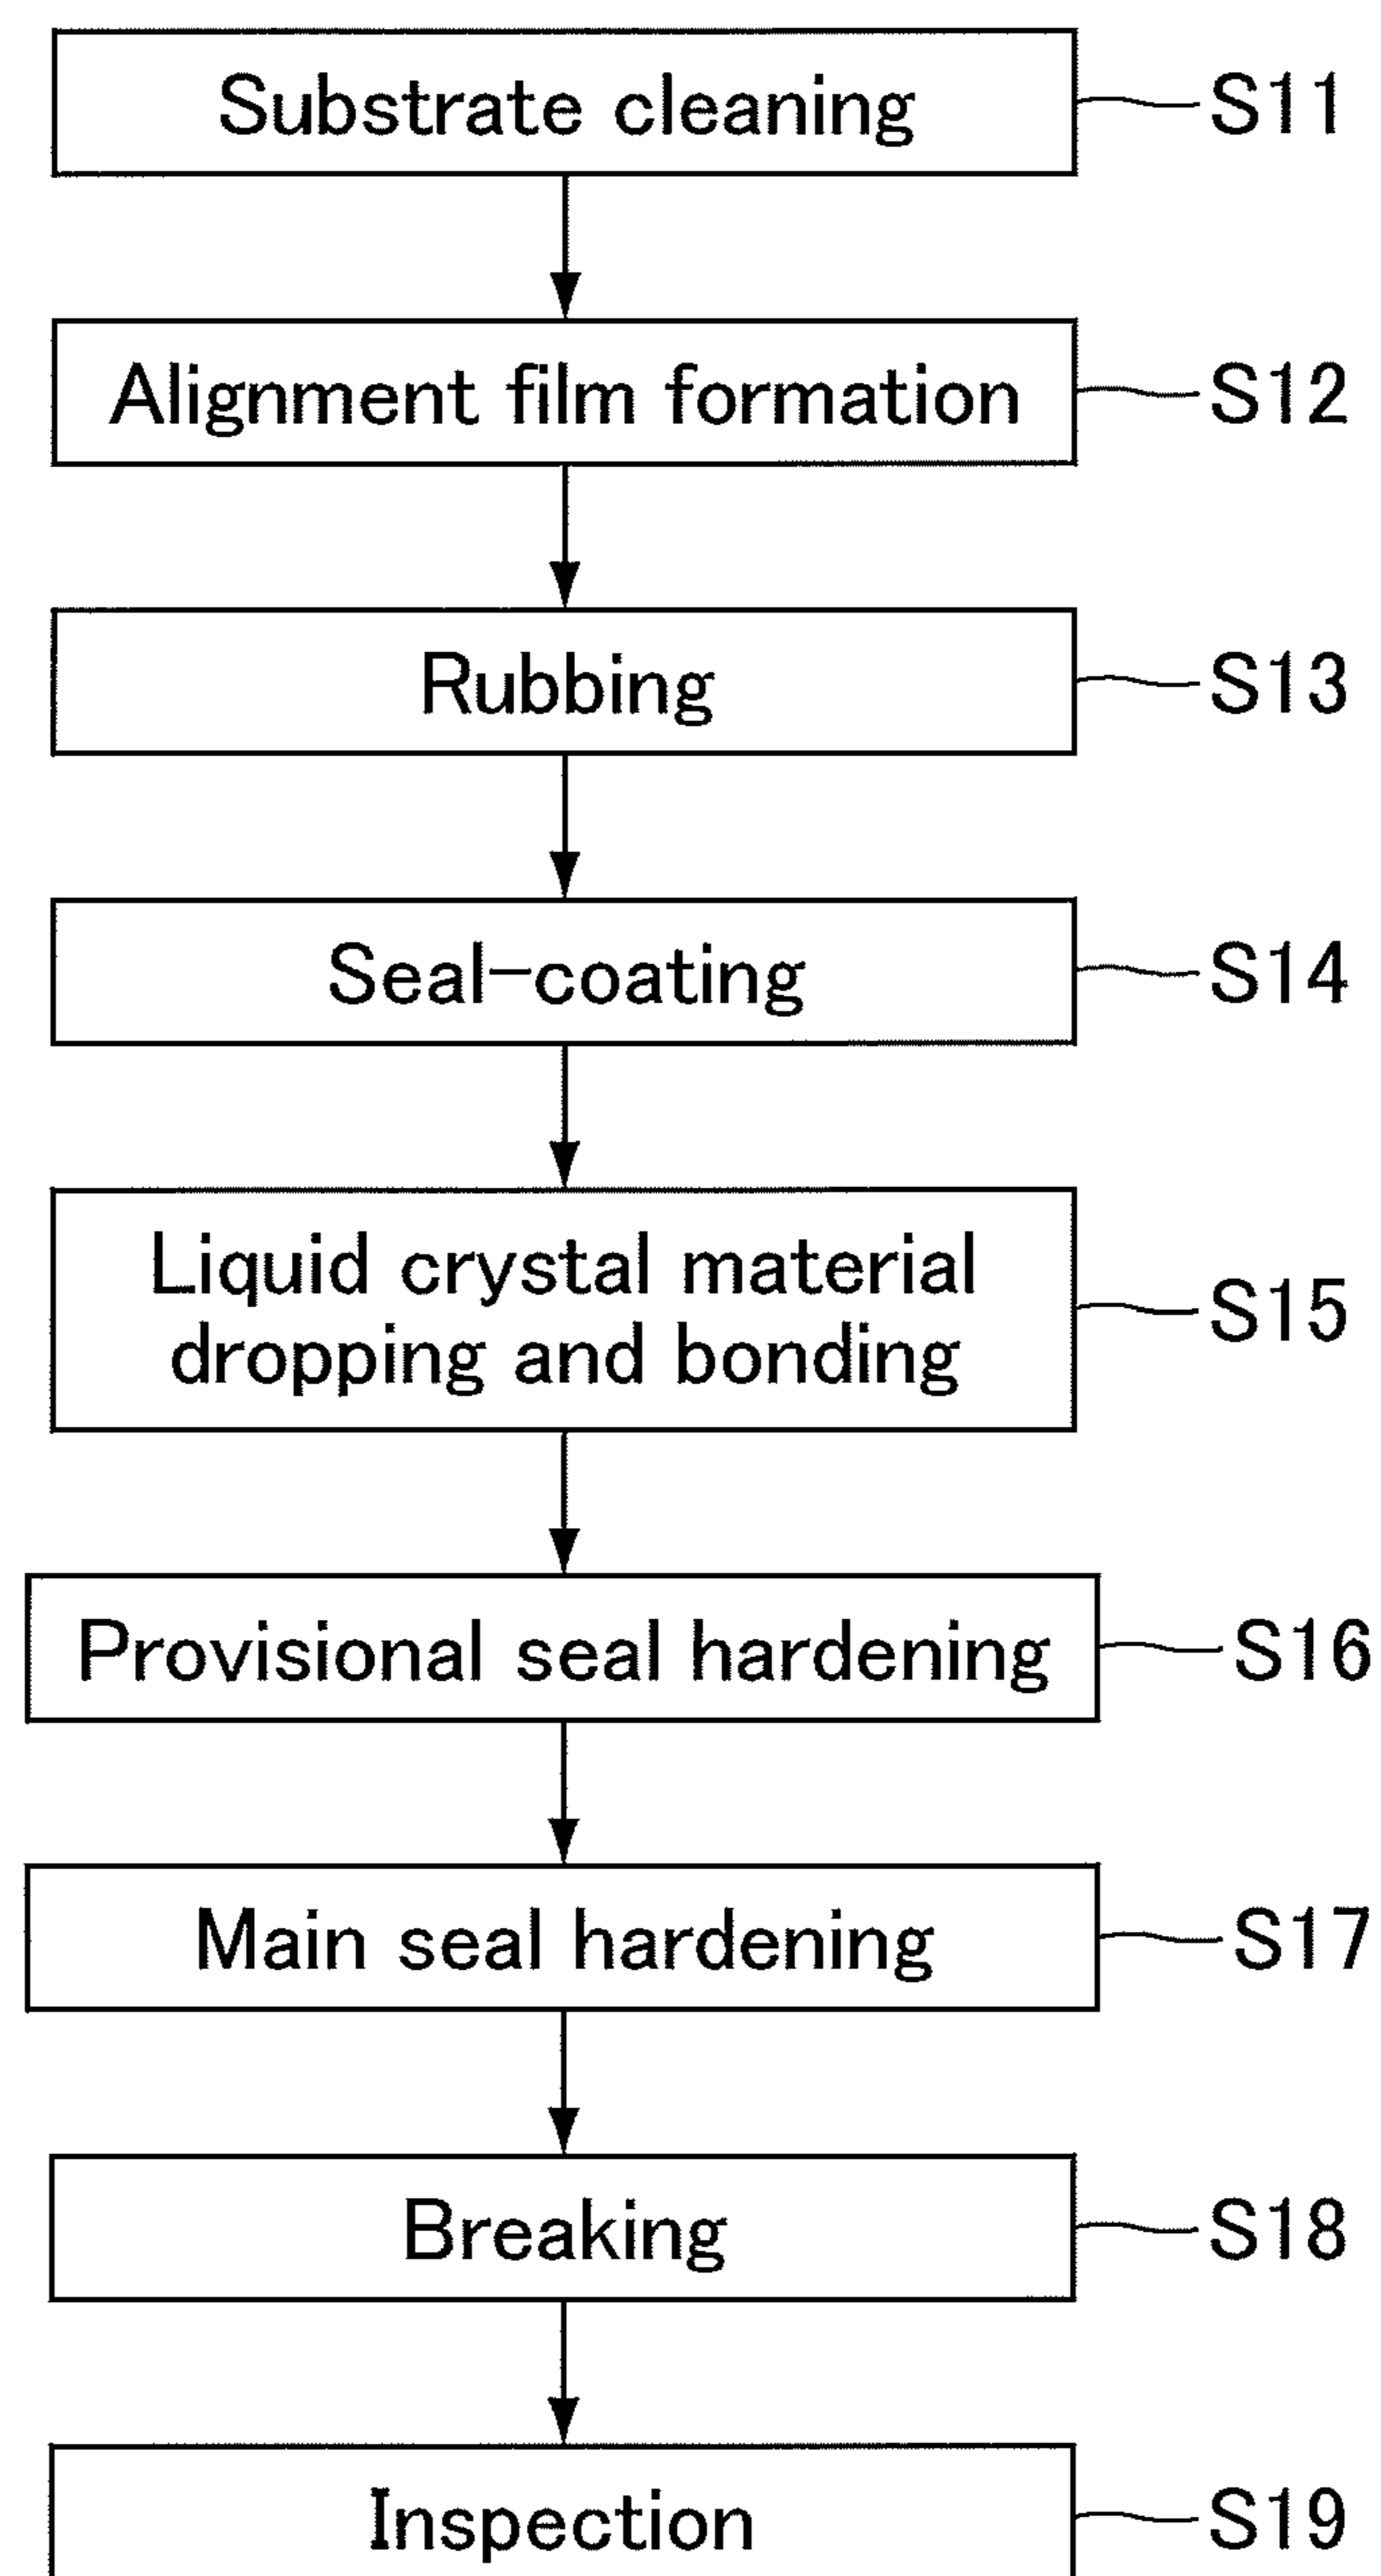 Substrate cleaning S11
Alignment film formation S12
Rubbing S13
Seal-coating S14
Liquid crystal material
dropping and bonding S15
Provisional seal hardening S16
Main seal hardening S17
Breaking S18
Inspection S19